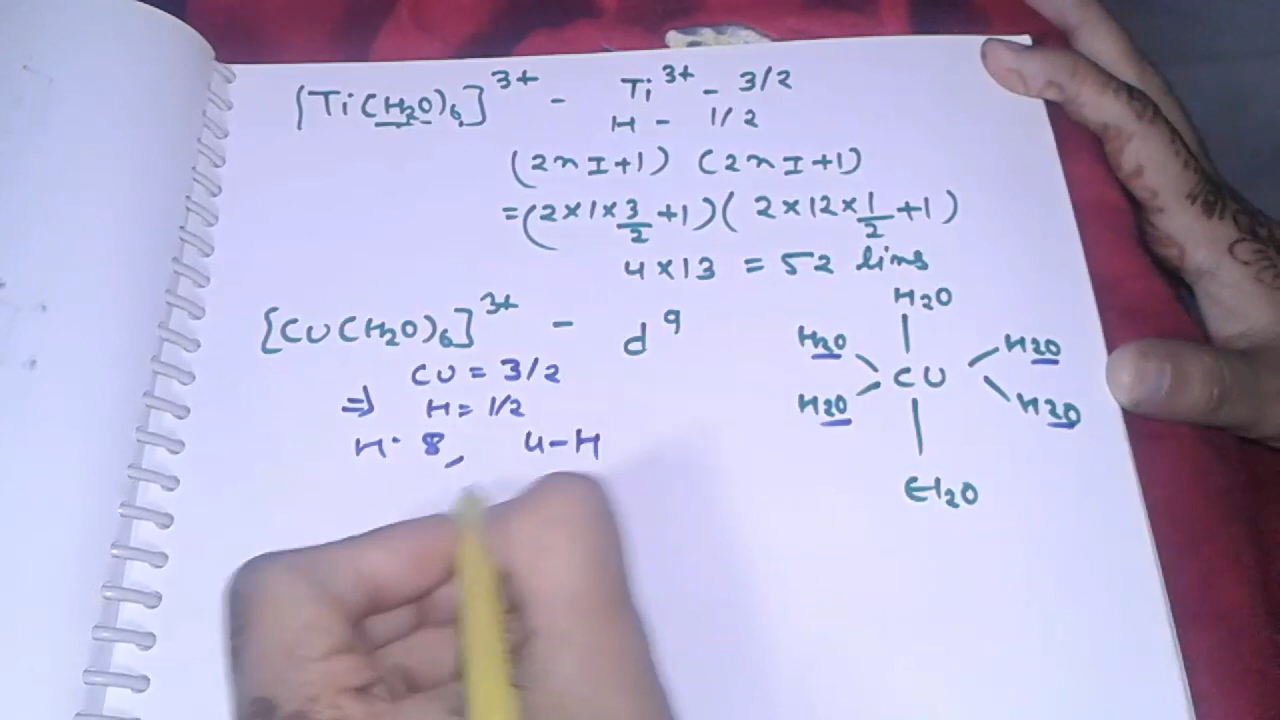 [Ti(H2O)6]3+ - Ti3+ - 3/2
H - 1/2
(2nI+1) (2nI+1)
=(2×1×3/2+1)(2×12×1/2+1)
4×13 = 52 lins
[CU(H2O)6]3+ - d9
CU = 3/2
⇒ H = 1/2
H· 8, 4-H
H2O
H2O H2O
CU
H2O H2O
H2O